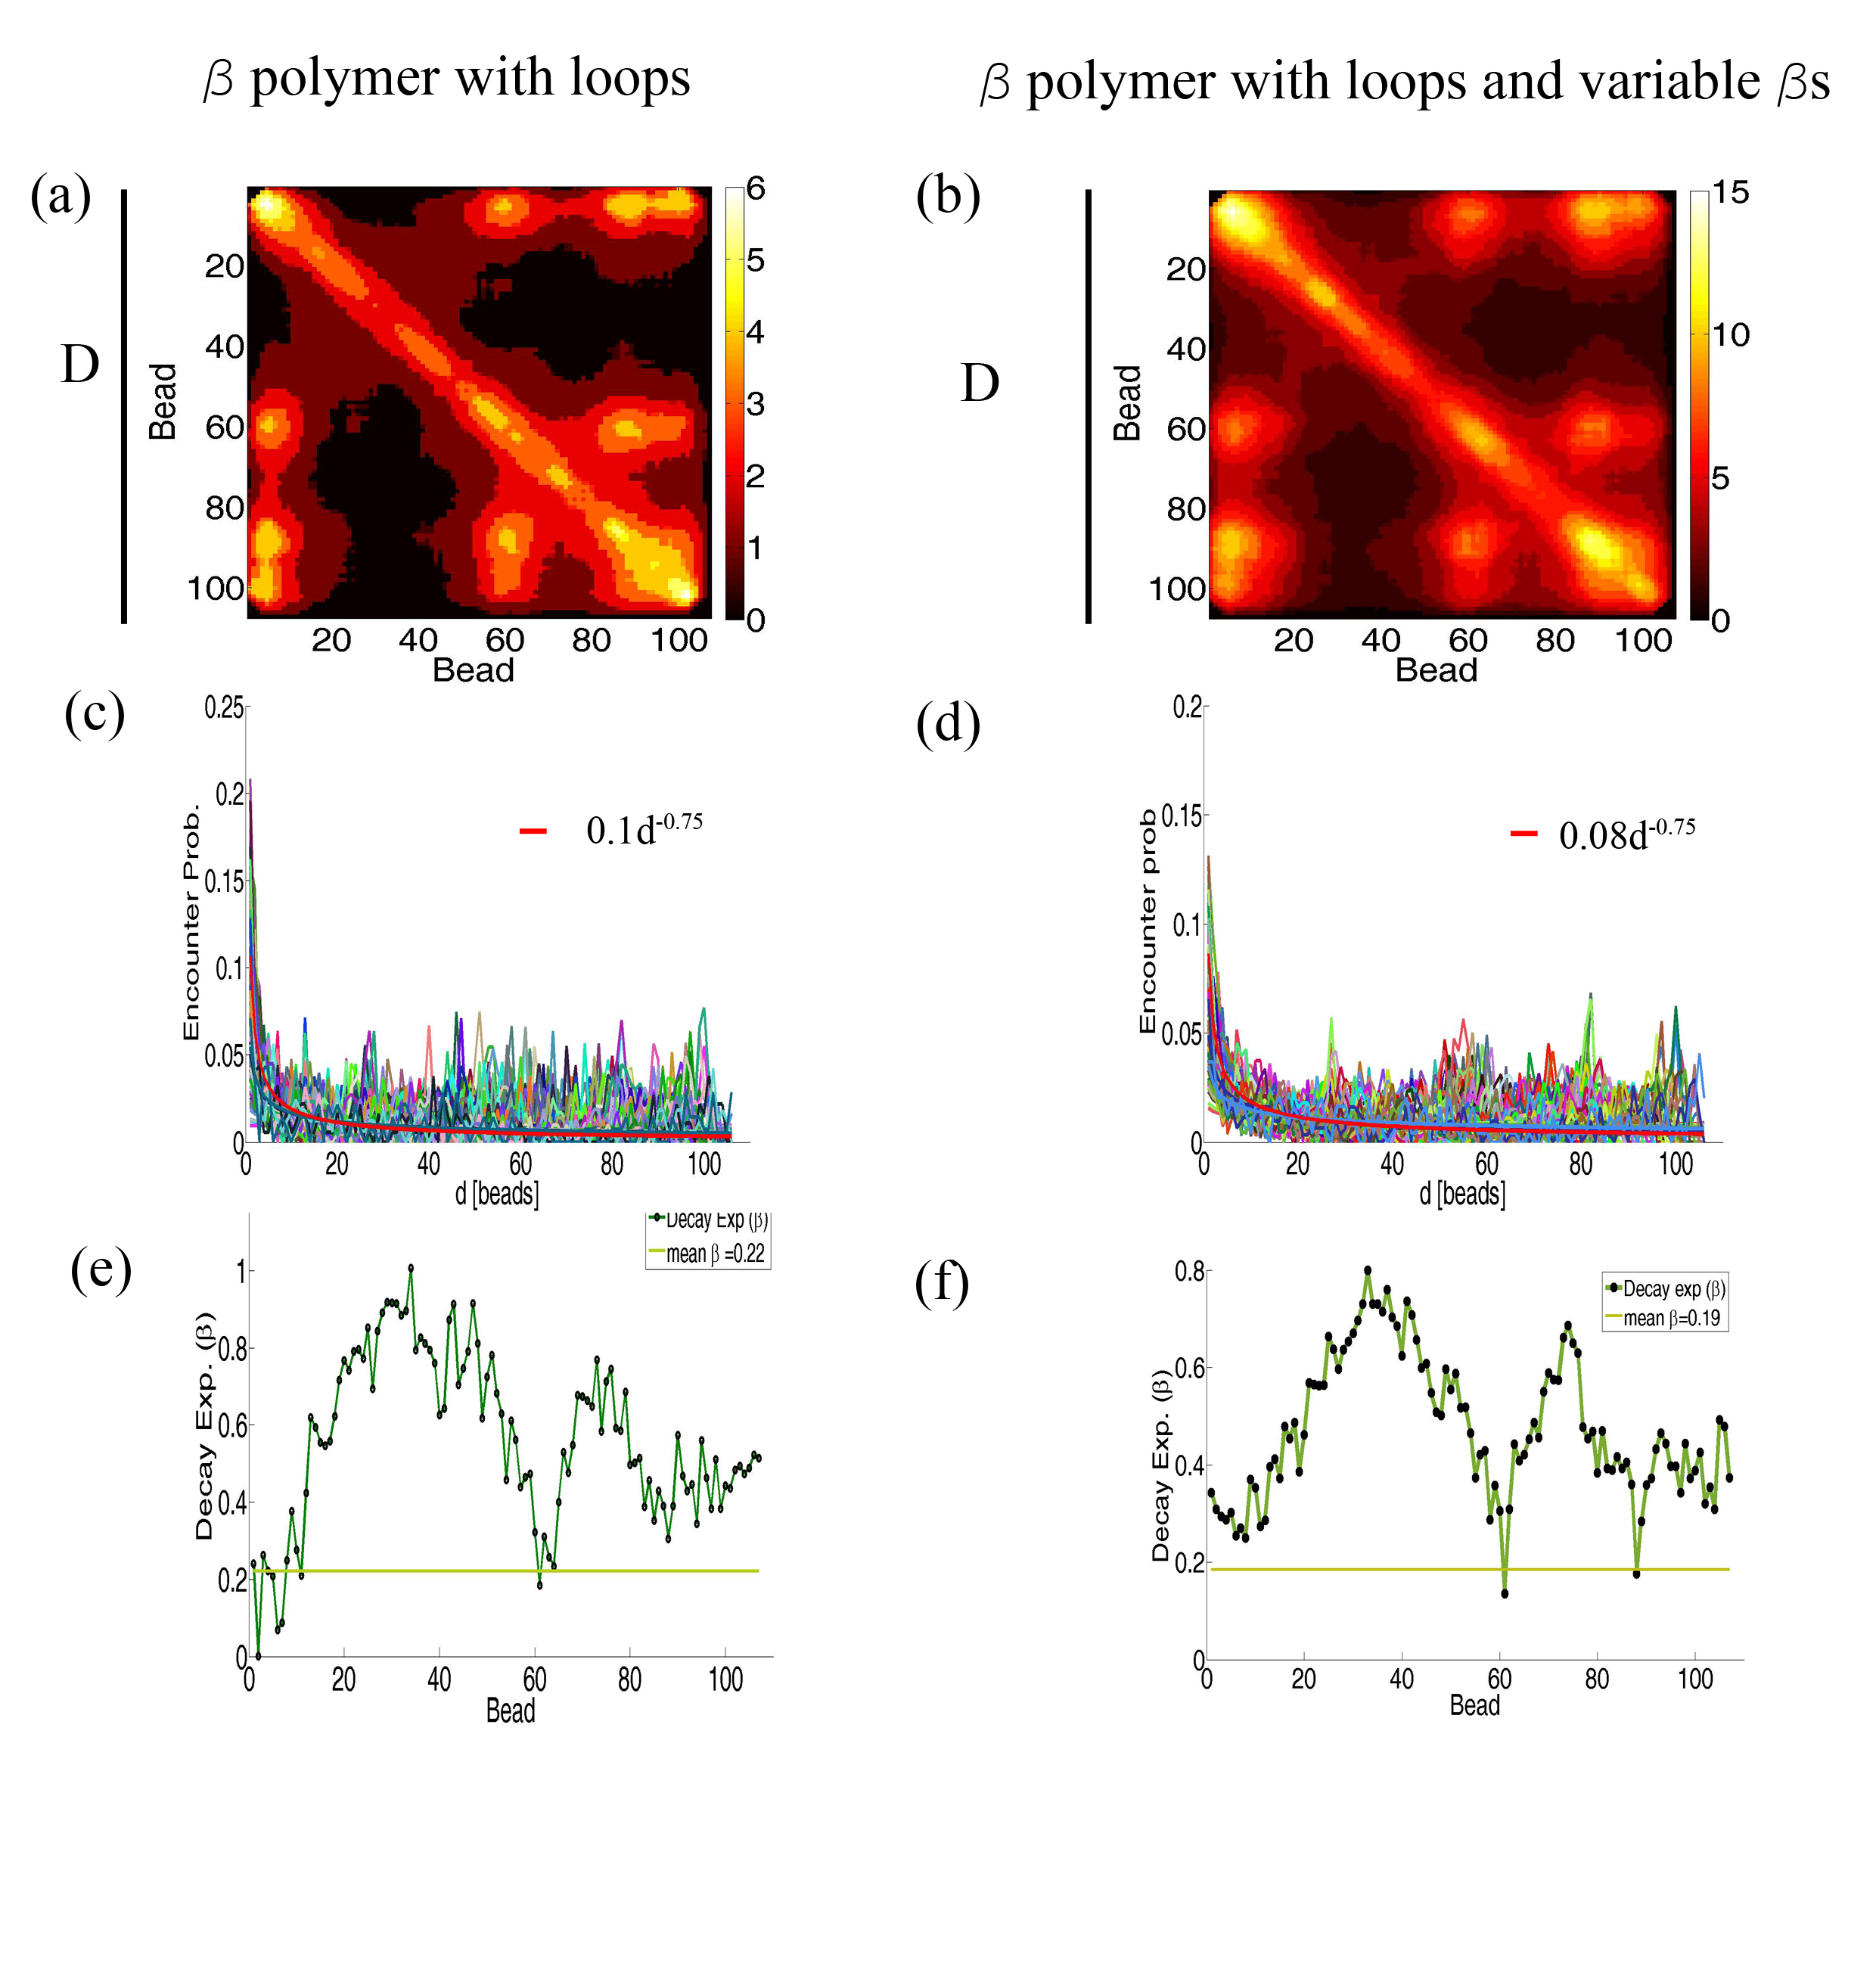 β polymer with loops
β polymer with loops and variable βs
(a)
D
Bead
20
40
60
80
100
20 40 60 80 100
Bead
6
5
4
3
2
1
0
(b)
D
Bead
20
40
60
80
100
20 40 60 80 100
Bead
15
10
5
0
(c)
Encounter Prob.
0.25
0.2
0.15
0.1
0.05
0
0 20 40 60 80 100
d [beads]
0.1d^-0.75
(d)
Encounter prob
0.2
0.15
0.1
0.05
0
0 20 40 60 80 100
d [beads]
0.08d^-0.75
(e)
Decay Exp. (β)
1
0.8
0.6
0.4
0.2
0
0 20 40 60 80 100
Bead
Decay Exp (β)
mean β =0.22
(f)
Decay Exp. (β)
0.8
0.6
0.4
0.2
0
0 20 40 60 80 100
Bead
Decay exp (β)
mean β=0.19